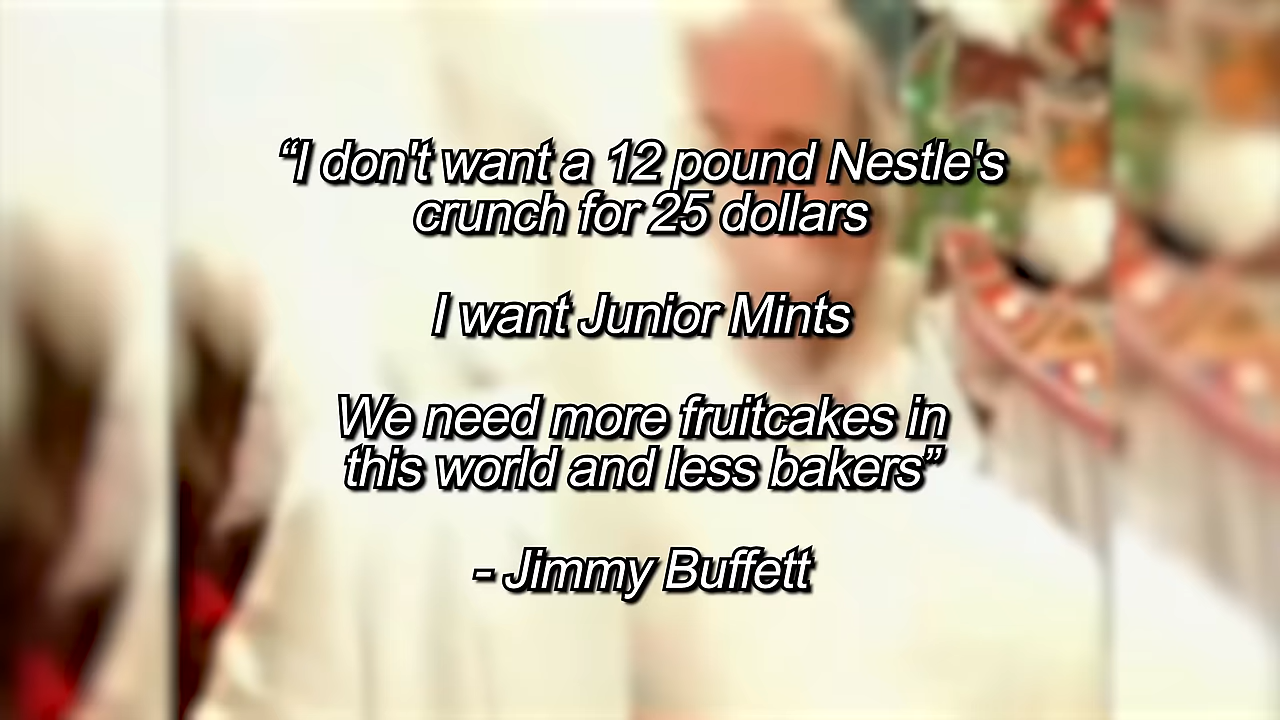 “I don't want a 12 pound Nestle's
crunch for 25 dollars
I want Junior Mints
We need more fruitcakes in
this world and less bakers”
- Jimmy Buffett